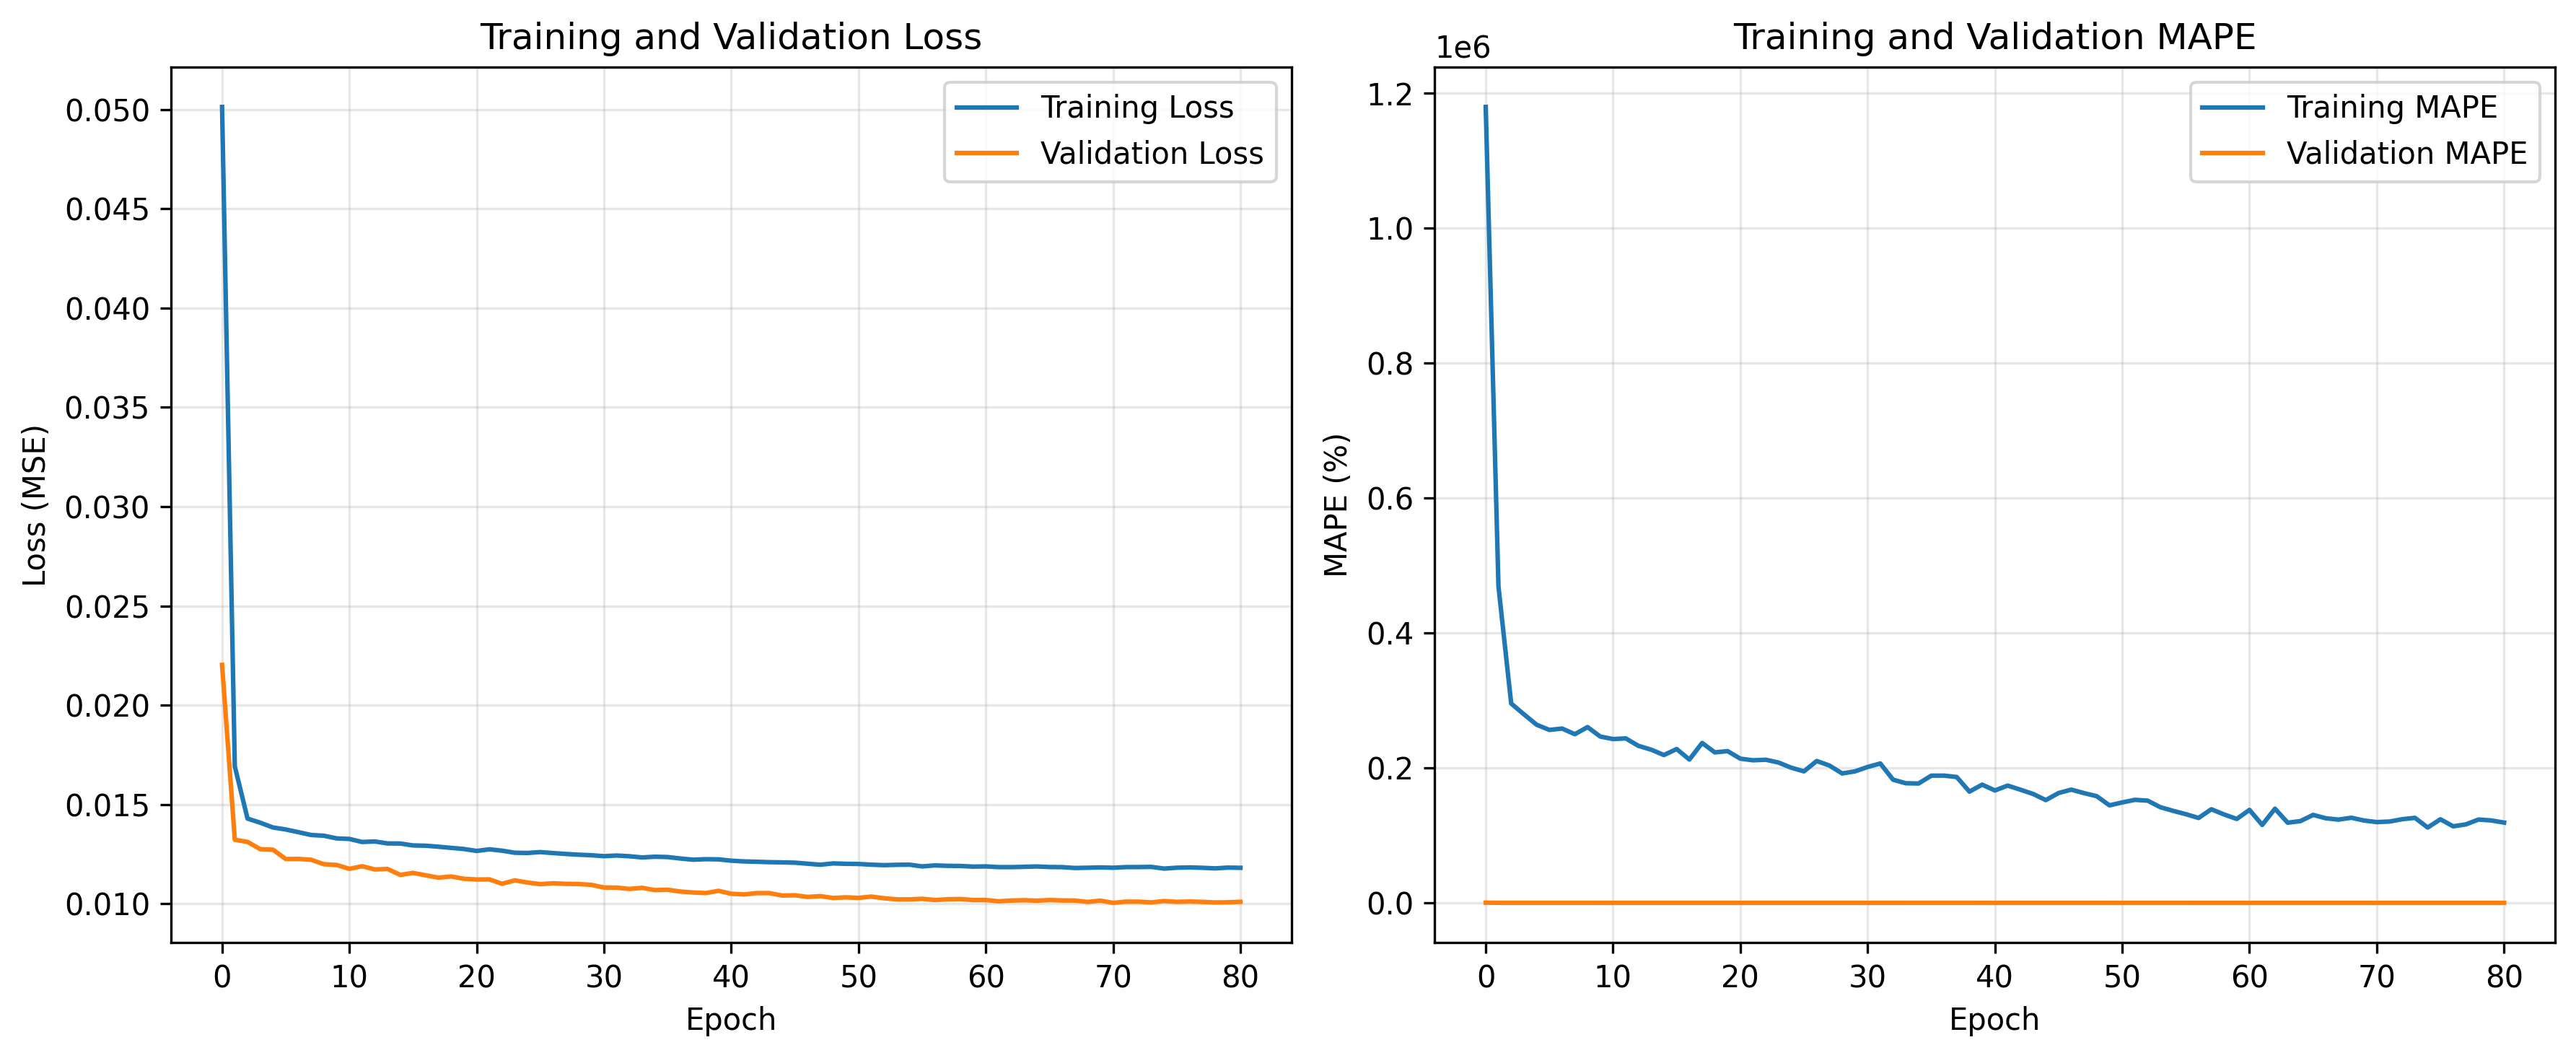 Training and Validation Loss
Training Loss
Validation Loss
0.050
0.045
0.040
0.035
0.030
0.025
0.020
0.015
0.010
Loss (MSE)
0 10 20 30 40 50 60 70 80
Epoch
Training and Validation MAPE
1e6
Training MAPE
Validation MAPE
1.2
1.0
0.8
0.6
0.4
0.2
0.0
MAPE (%)
0 10 20 30 40 50 60 70 80
Epoch